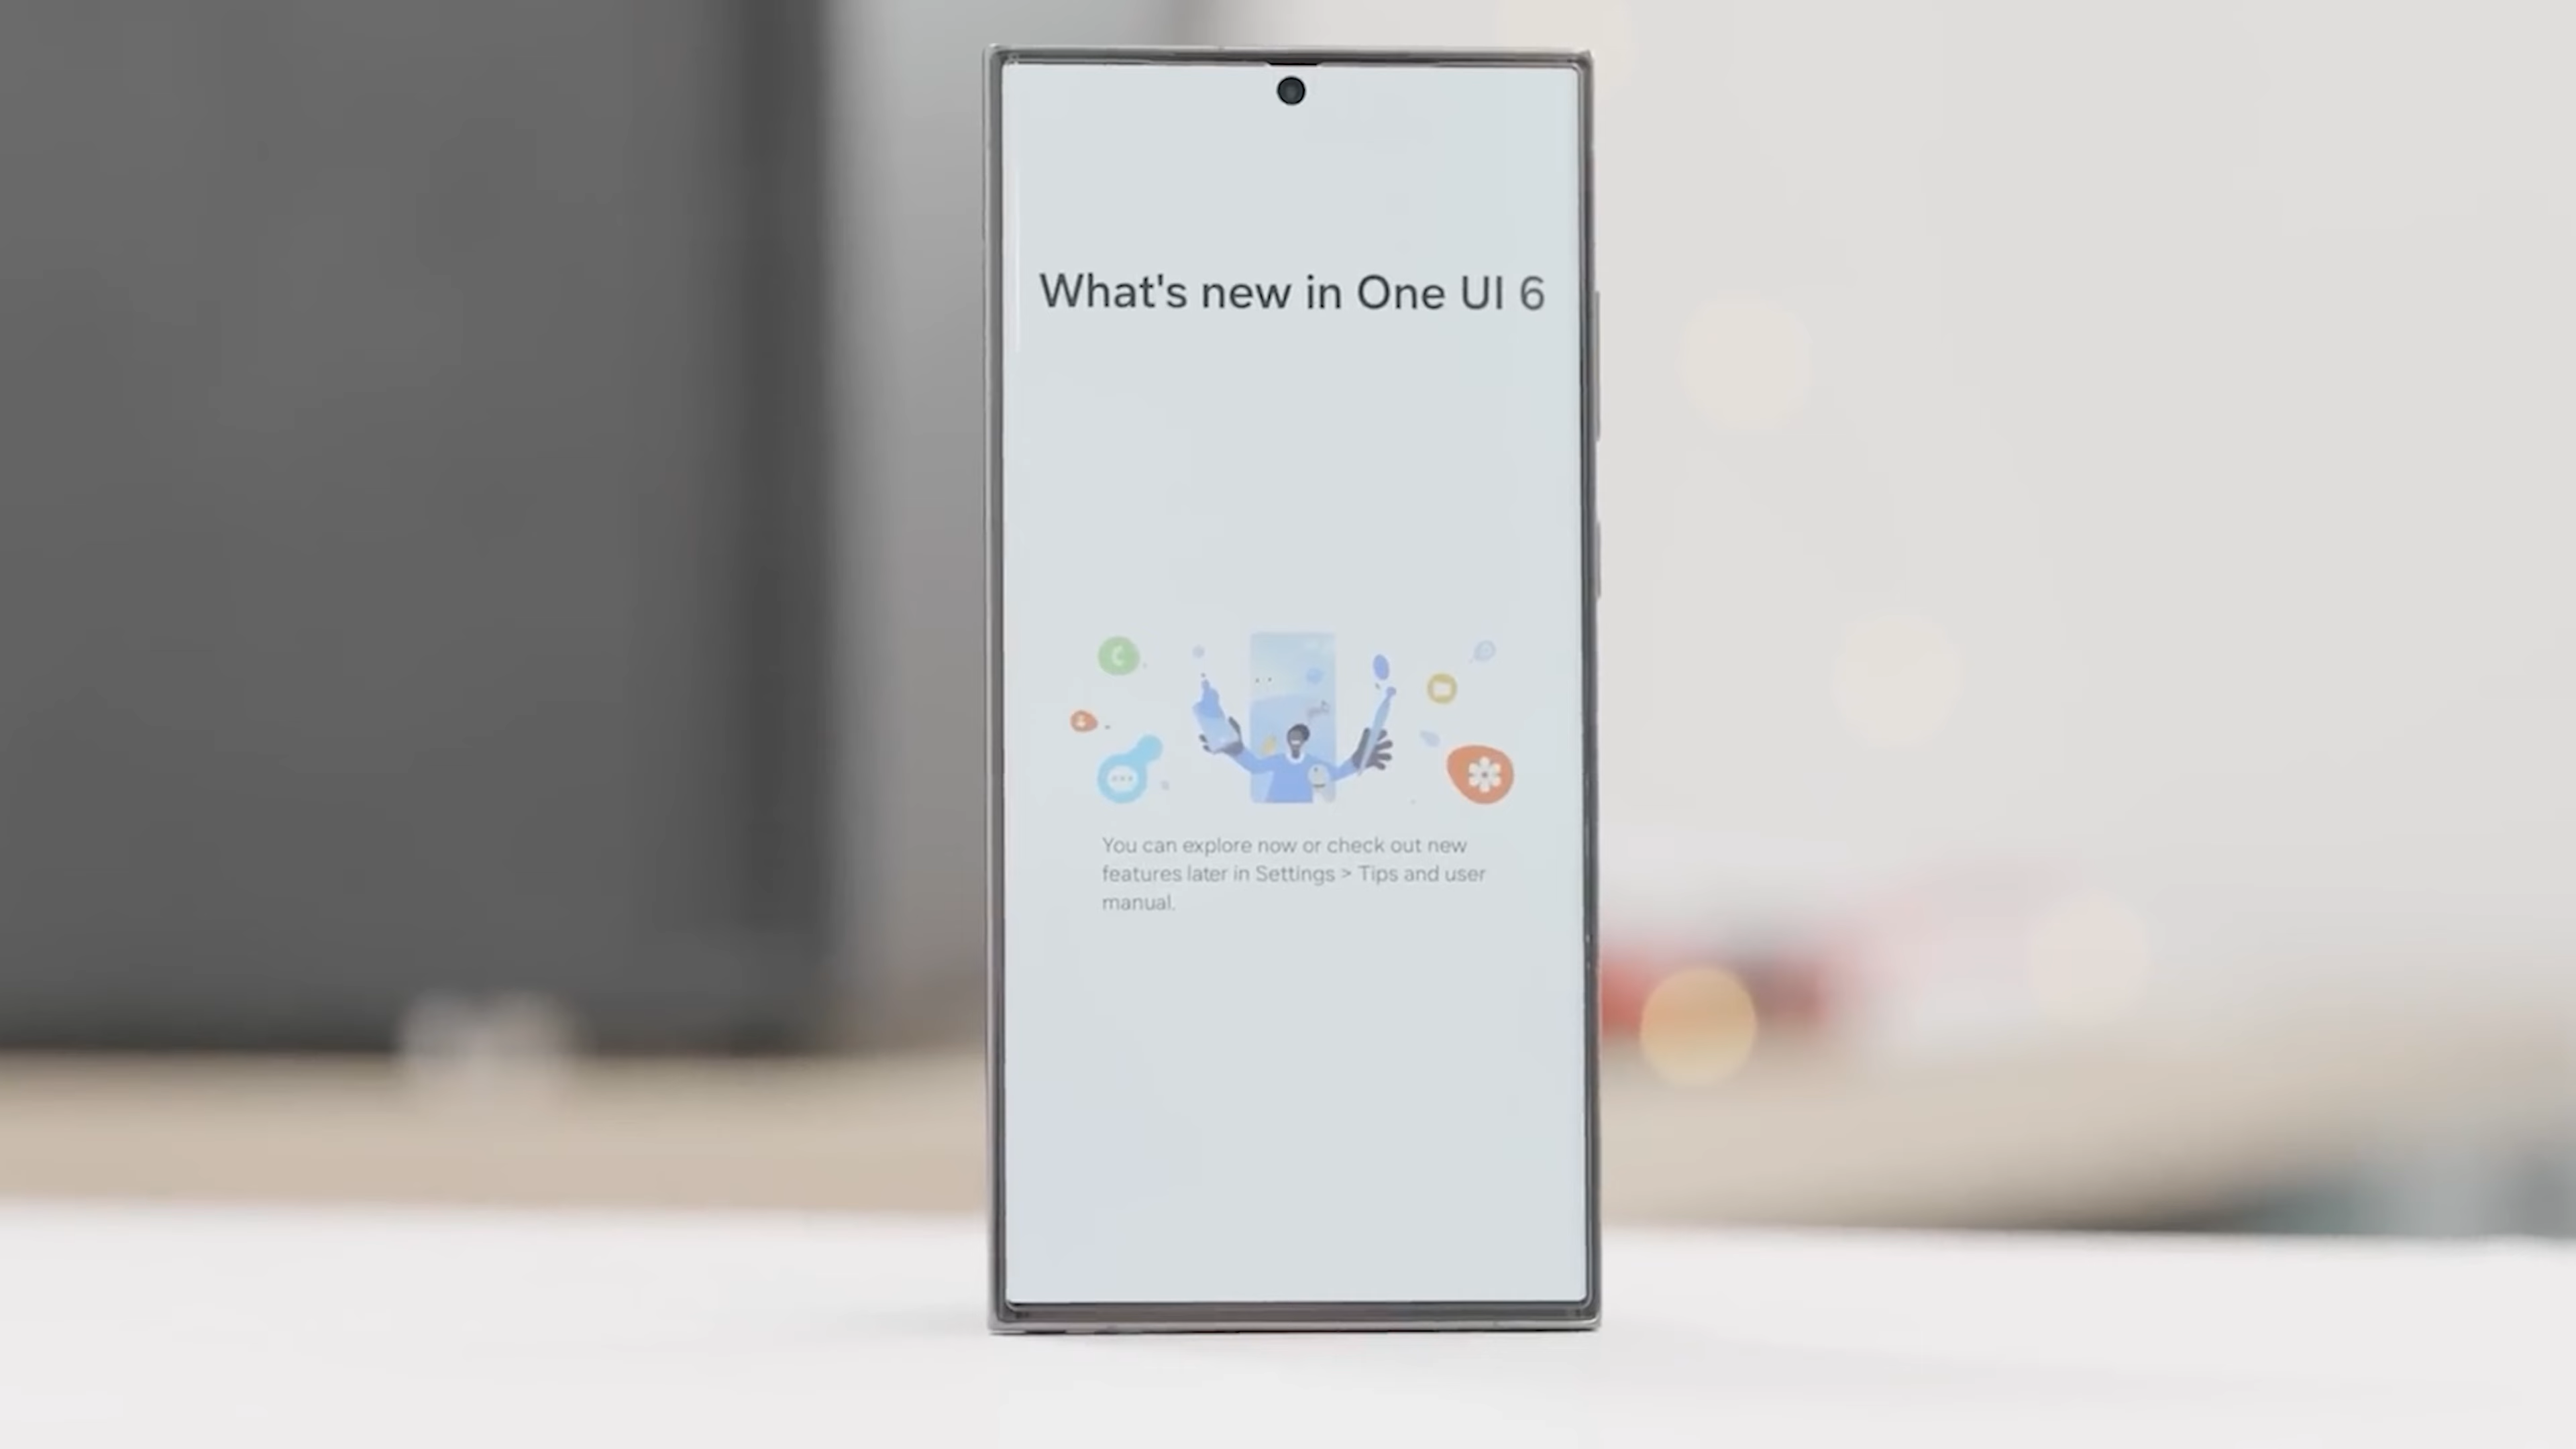 What's new in One UI 6
You can explore now or check out new
features later in Settings > Tips and user
manual.